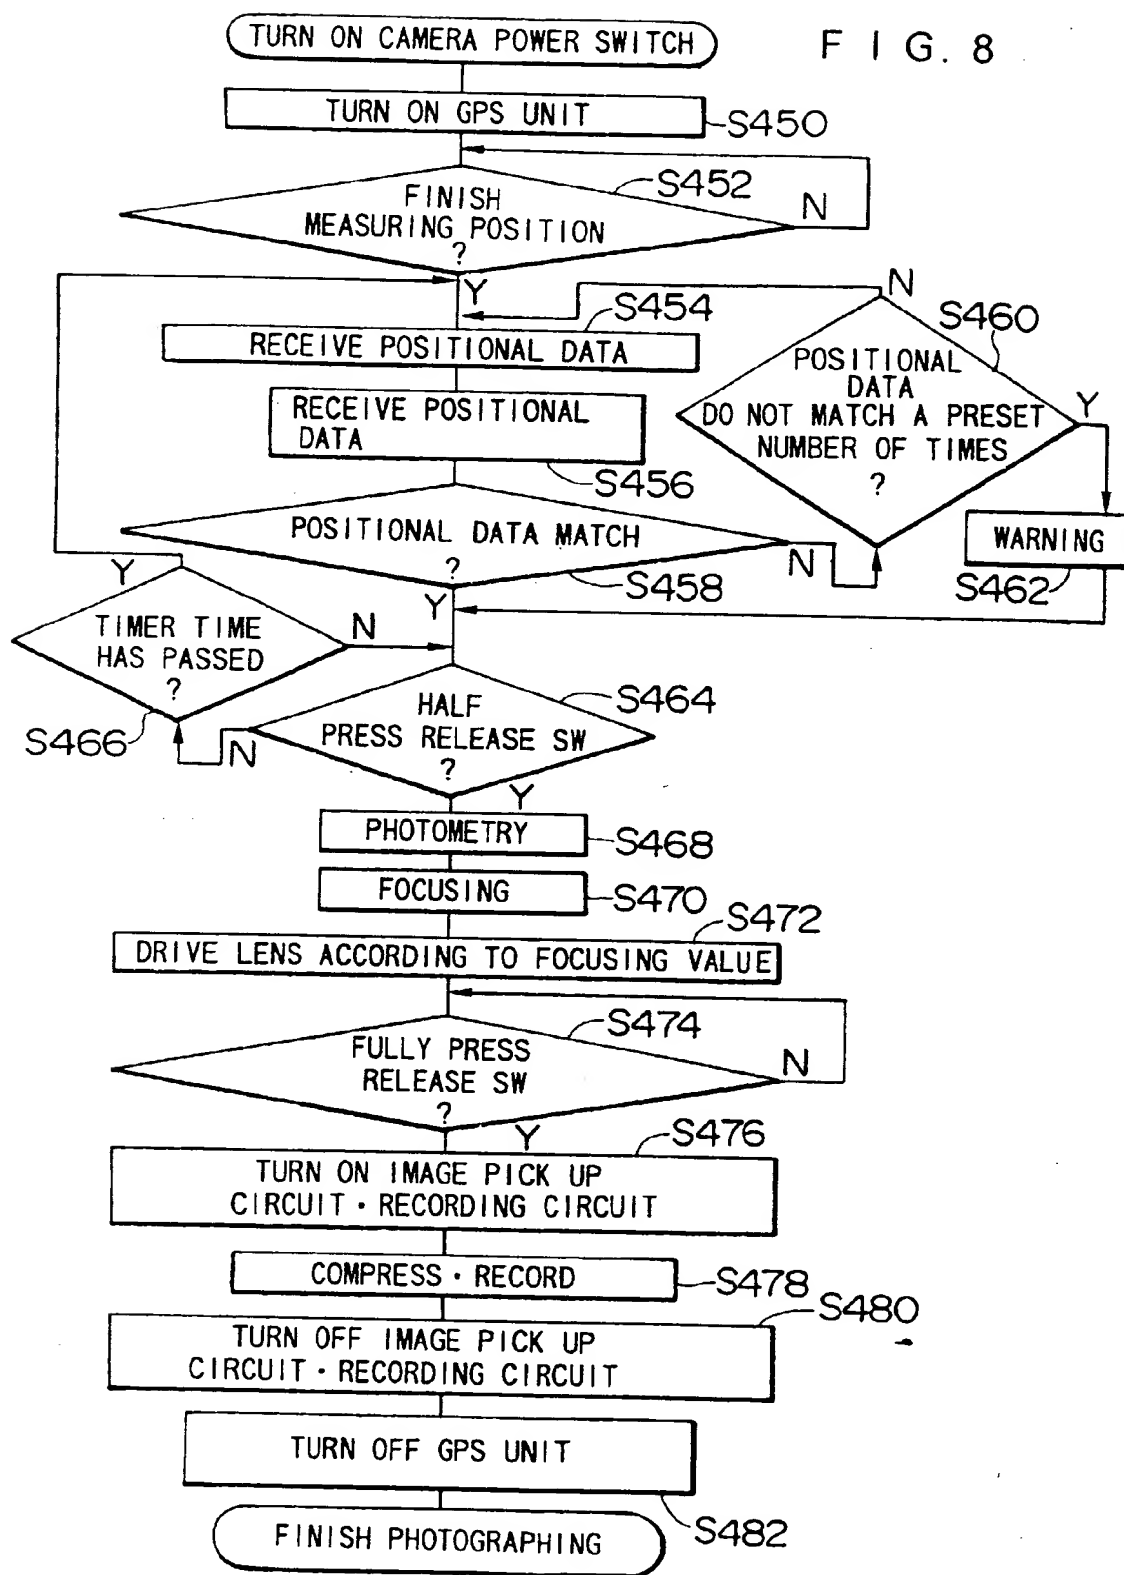 TURN ON CAMERA POWER SWITCH
FIG. 8
TURN ON GPS UNIT
S450
S452
FINISH
MEASURING POSITION
?
N
Y
S454
RECEIVE POSITIONAL DATA
N
S460
POSITIONAL
DATA
DO NOT MATCH A PRESET
NUMBER OF TIMES
?
Y
RECEIVE POSITIONAL
DATA
S456
POSITIONAL DATA MATCH
?
N
S458
Y
WARNING
S462
Y
TIMER TIME
HAS PASSED
?
N
S466
S464
HALF
PRESS RELEASE SW
?
N
Y
PHOTOMETRY
S468
FOCUSING
S470
S472
DRIVE LENS ACCORDING TO FOCUSING VALUE
S474
FULLY PRESS
RELEASE SW
?
N
Y
S476
TURN ON IMAGE PICK UP
CIRCUIT・RECORDING CIRCUIT
COMPRESS・RECORD
S478
S480
TURN OFF IMAGE PICK UP
CIRCUIT・RECORDING CIRCUIT
TURN OFF GPS UNIT
S482
FINISH PHOTOGRAPHING